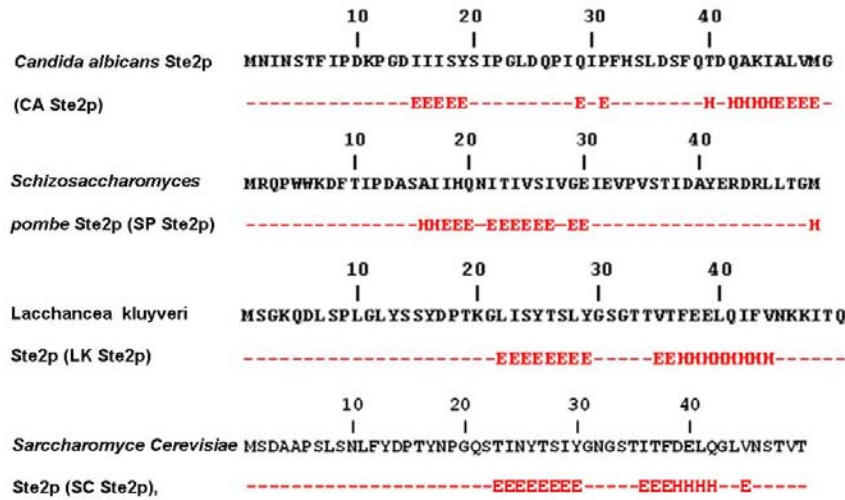 10 20 30 40
Candida albicans Ste2p MNINSTFIPDKPGDIIISYSIPGLDQPIQIPFHSLDSFQTDQAKIALVMG
(CA Ste2p) --------------EEEEE---------E-E--------H-HHHHEEEE-
10 20 30 40
Schizosaccharomyces MRQPWWKDFTIPDASAIIHQNITIVSIVGEIEVPVSTIDAYERDRLLTGM
pombe Ste2p (SP Ste2p) ---------------HHEEE-EEEEEE-EE-------------------H
10 20 30 40
Lacchancea kluyveri MSGKQDLSPLGLYSSYDPTKGLISYTSLYGSGTTVTFEELQIFVNKKITQ
Ste2p (LK Ste2p) ---------------------EEEEEEEE-----EEHHHHHHHH------
10 20 30 40
Sarccharomyce Cerevisiae MSDAAPSLSNLFYDPTYNPGQSTINYTSIYGNGSTITFDELQGLVNSTVT
Ste2p (SC Ste2p), ----------------------EEEEEEEE-----EEEHHHH--E-----